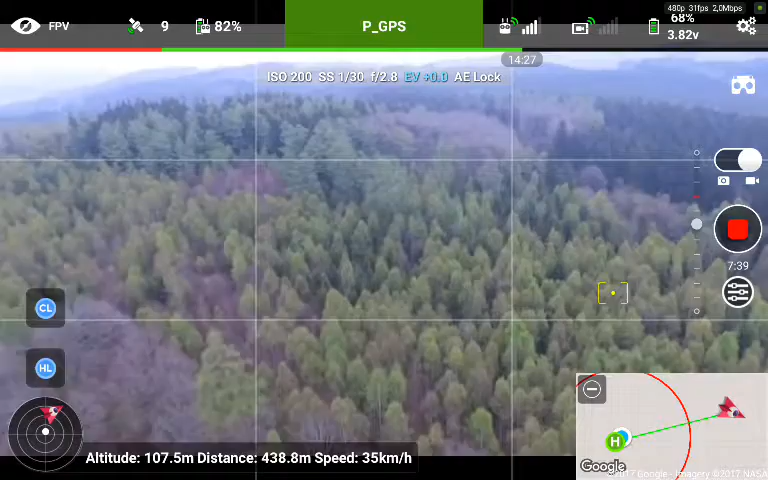 480p 31fps 2,0Mbps
FPV
9
82%
P_GPS
68%
3.82v
14:27
ISO 200 SS 1/30 f/2.8 EV +0.0 AE Lock
7:39
CL
HL
H
Altitude: 107.5m Distance: 438.8m Speed: 35km/h
Google
©2017 Google - Imagery ©2017 NASA